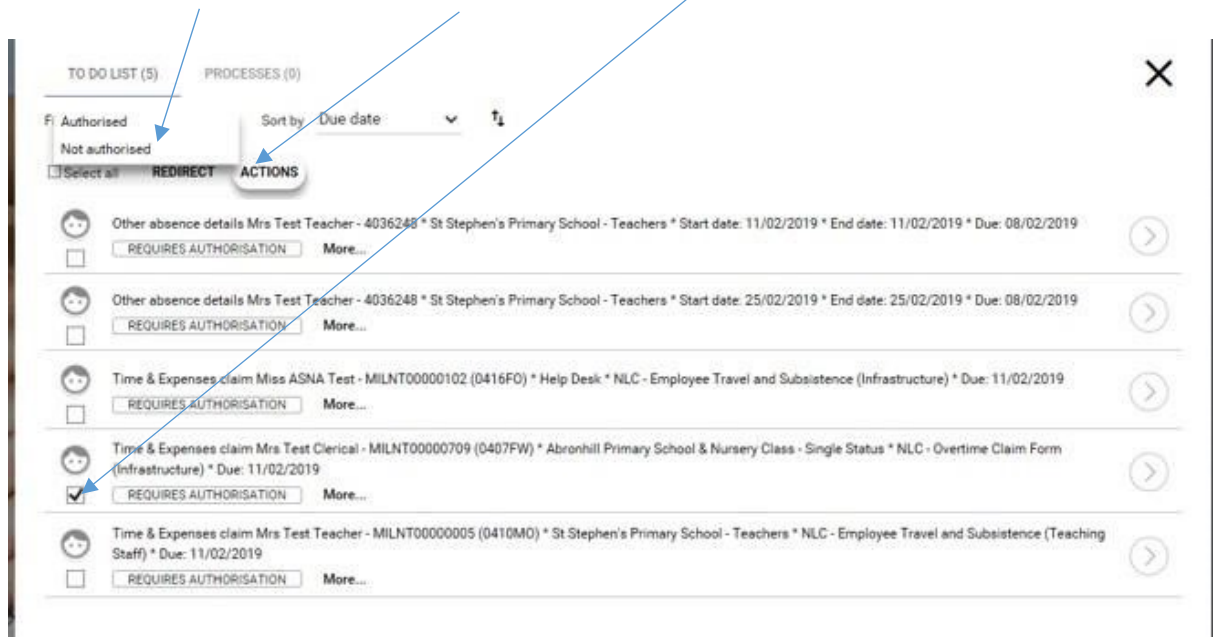 TO DO LIST (5) PROCESSES (0)
Authorised
Sort by Due date
Not authorised
Select all REDIRECT ACTIONS
Other absence details Mrs Test Teacher - 4036248 * St Stephen's Primary School - Teachers * Start date: 11/02/2019 * End date: 11/02/2019 * Due: 08/02/2019
REQUIRES AUTHORISATION More...
Other absence details Mrs Test Teacher - 4036248 * St Stephen's Primary School - Teachers * Start date: 25/02/2019 * End date: 25/02/2019 * Due: 08/02/2019
REQUIRES AUTHORISATION More...
Time & Expenses claim Miss ASNA Test - MILNT00000102 (0416FO) * Help Desk * NLC - Employee Travel and Subsistence (Infrastructure) * Due: 11/02/2019
REQUIRES AUTHORISATION More...
Time & Expenses claim Mrs Test Clerical - MILNT00000709 (0407FW) * Abronhill Primary School & Nursery Class - Single Status * NLC - Overtime Claim Form
(Infrastructure) * Due: 11/02/2019
REQUIRES AUTHORISATION More...
Time & Expenses claim Mrs Test Teacher - MILNT00000005 (0410MO) * St Stephen's Primary School - Teachers * NLC - Employee Travel and Subsistence (Teaching
Staff) * Due: 11/02/2019
REQUIRES AUTHORISATION More...